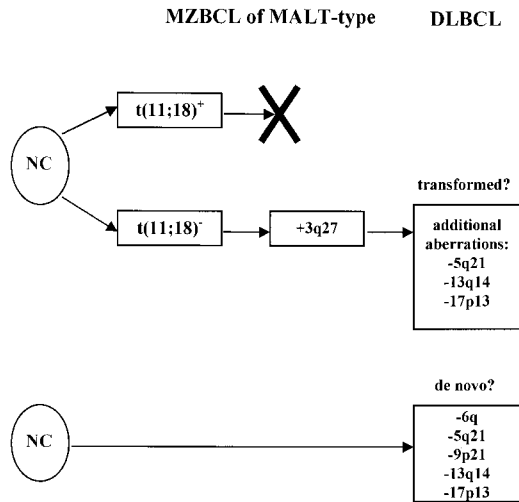 MZBCL of MALT-type DLBCL
t(11;18)+
NC
transformed?
t(11;18)-
+3q27
additional
aberrations:
-5q21
-13q14
-17p13
de novo?
NC
-6q
-5q21
-9p21
-13q14
-17p13